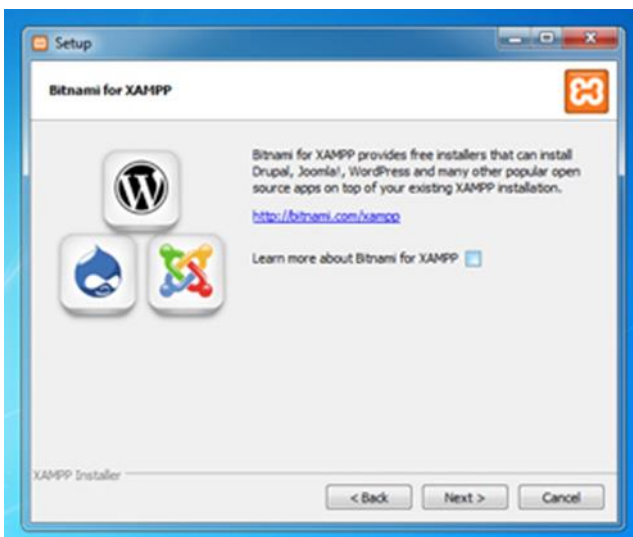 Setup
Bitnami for XAMPP
Bitnami for XAMPP provides free installers that can install
Drupal, Joomla!, WordPress and many other popular open
source apps on top of your existing XAMPP installation.
http://bitnami.com/xampp
Learn more about Bitnami for XAMPP
XAMPP Installer
< Back
Next >
Cancel